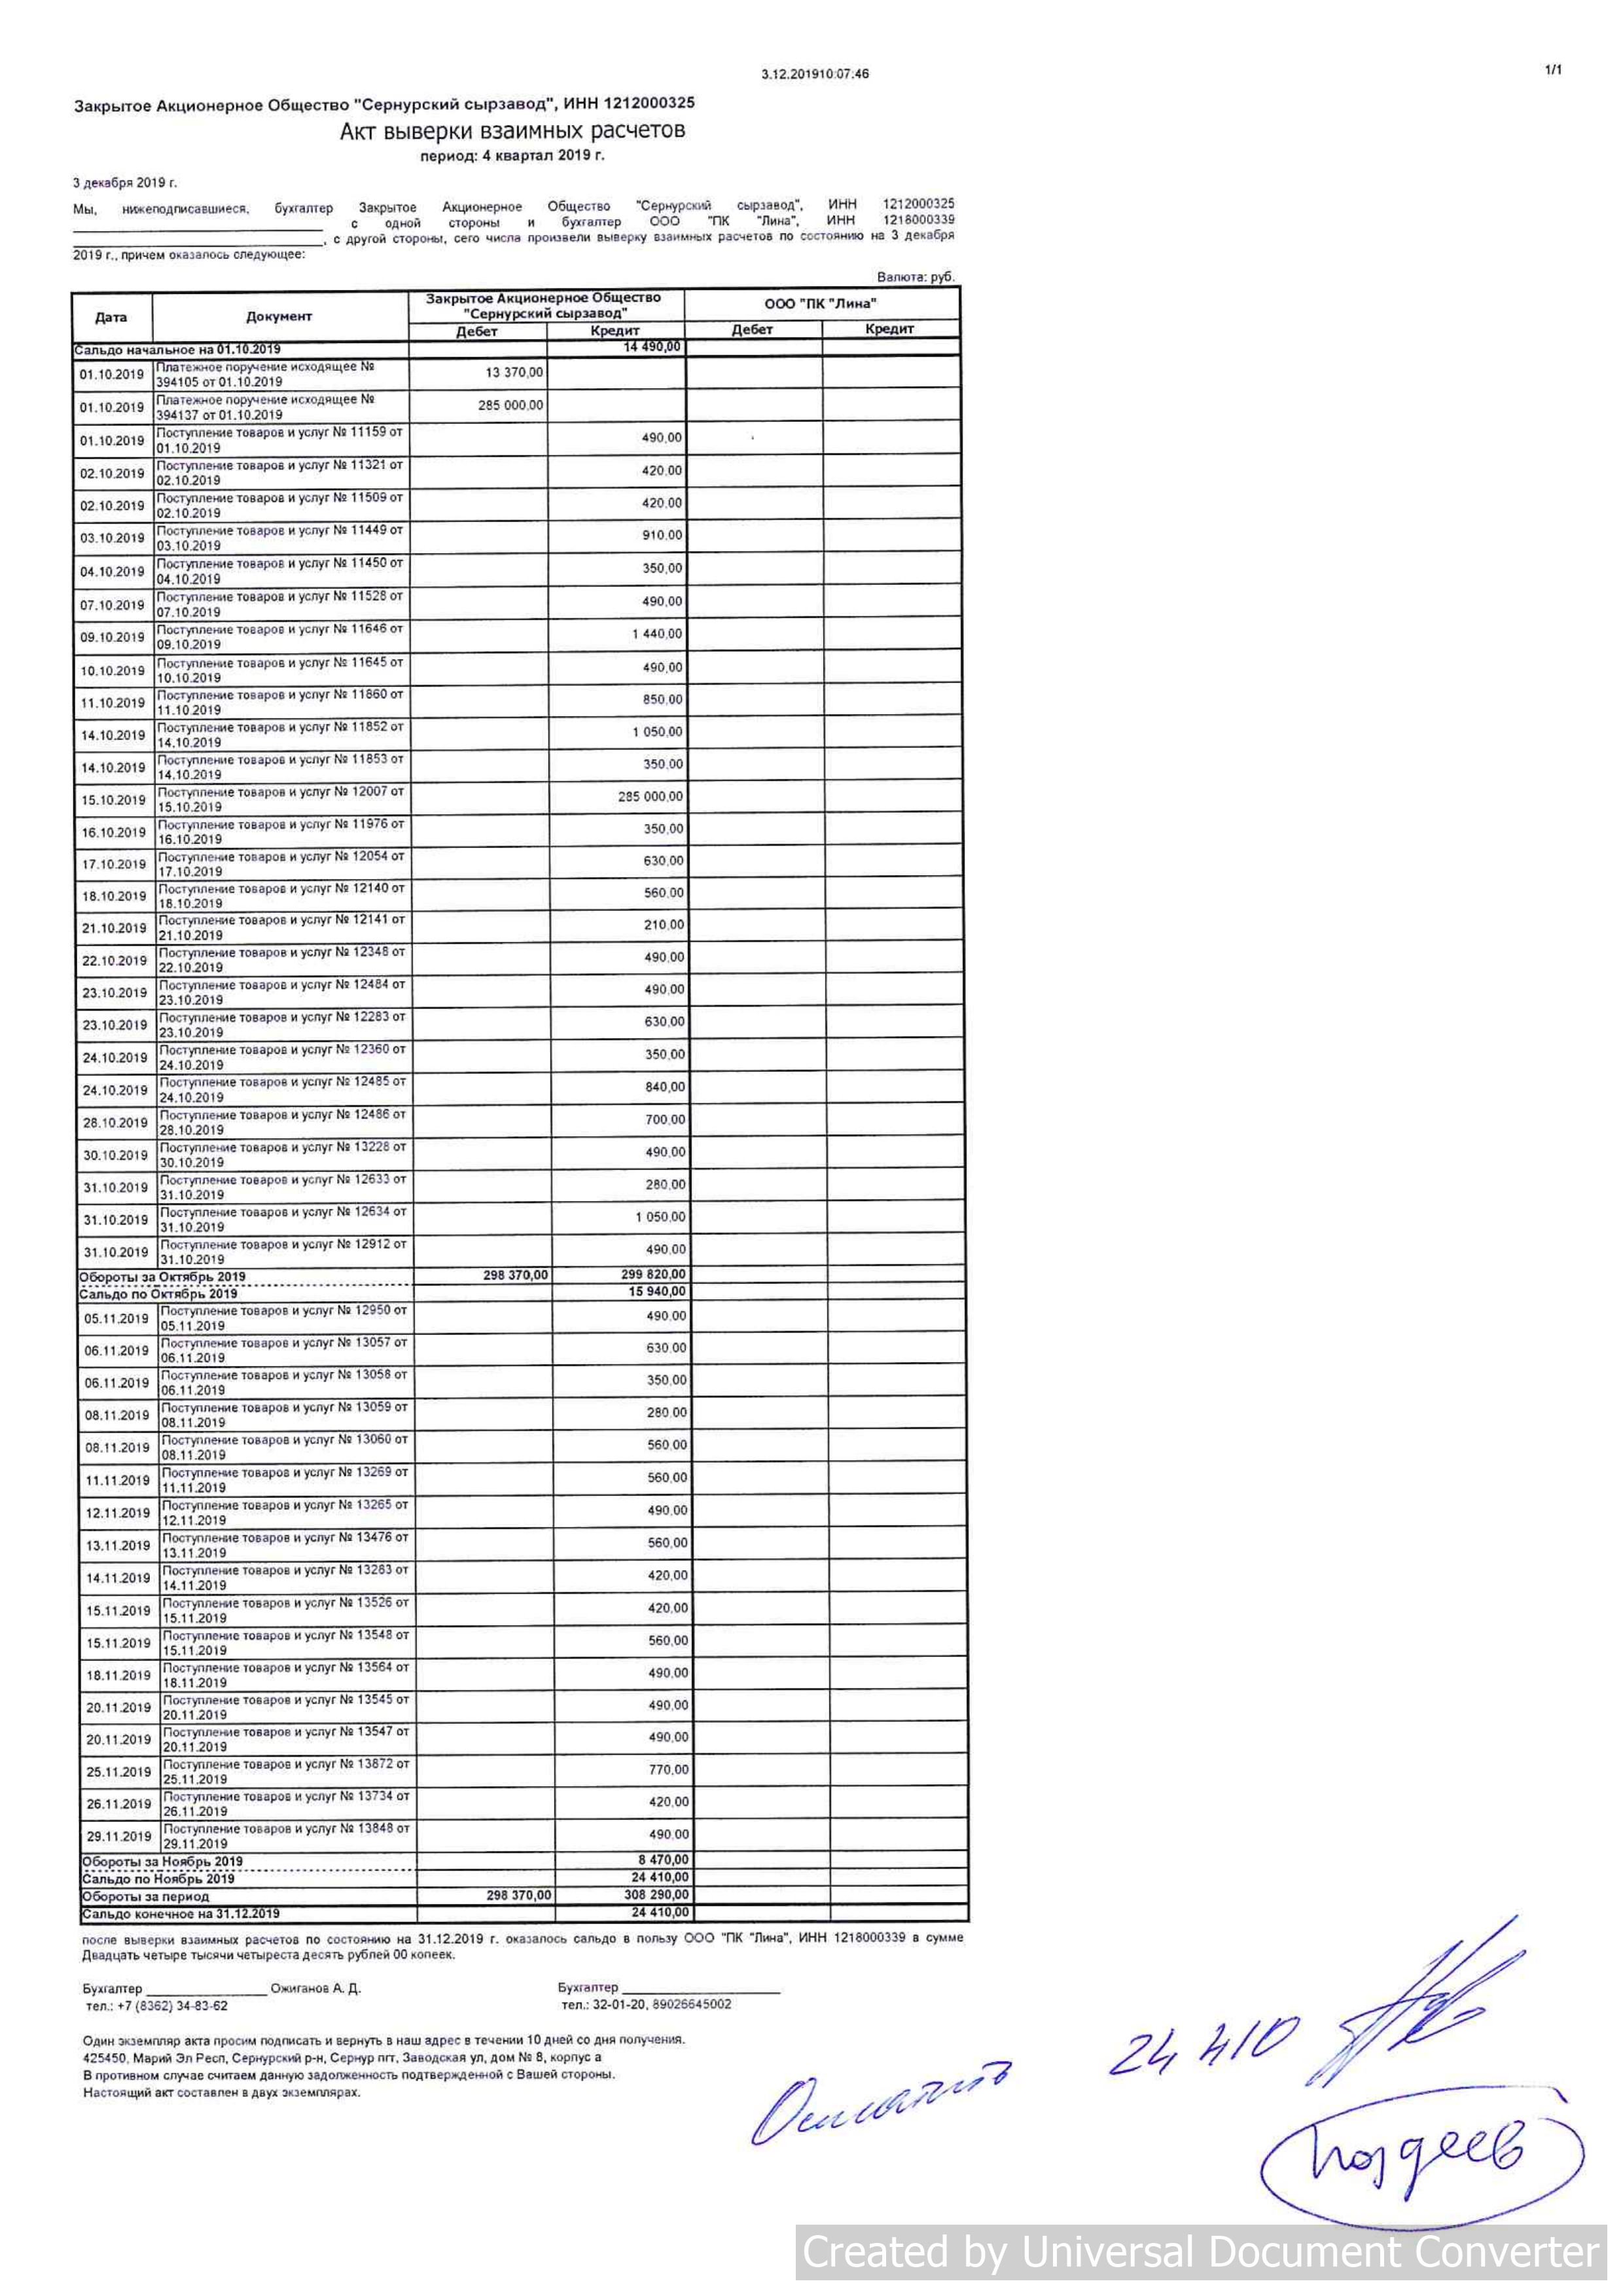 3.12.201910:07:46
1/1
Закрытое Акционерное Общество "Сернурский сырзавод", ИНН 1212000325
Акт выверки взаимных расчетов
период: 4 квартал 2019 г.
3 декабря 2019 г.
Мы, нижеподписавшиеся, бухгалтер Закрытое Акционерное Общество "Сернурский сырзавод", ИНН 1212000325
с одной стороны и бухгалтер ООО "ПК "Лина", ИНН 1218000339
, с другой стороны, сего числа произвели выверку взаимных расчетов по состоянию на 3 декабря
2019 г., причем оказалось следующее:
Валюта: руб.
Дата Документ Закрытое Акционерное Общество "Сернурский сырзавод" ООО "ПК "Лина"
Дебет Кредит Дебет Кредит
Сальдо начальное на 01.10.2019 14 490,00
01.10.2019 Платежное поручение исходящее № 394105 от 01.10.2019 13 370,00
01.10.2019 Платежное поручение исходящее № 394137 от 01.10.2019 285 000,00
01.10.2019 Поступление товаров и услуг № 11159 от 01.10.2019 490,00
02.10.2019 Поступление товаров и услуг № 11321 от 02.10.2019 420,00
02.10.2019 Поступление товаров и услуг № 11509 от 02.10.2019 420,00
03.10.2019 Поступление товаров и услуг № 11449 от 03.10.2019 910,00
04.10.2019 Поступление товаров и услуг № 11450 от 04.10.2019 350,00
07.10.2019 Поступление товаров и услуг № 11528 от 07.10.2019 490,00
09.10.2019 Поступление товаров и услуг № 11646 от 09.10.2019 1 440,00
10.10.2019 Поступление товаров и услуг № 11645 от 10.10.2019 490,00
11.10.2019 Поступление товаров и услуг № 11860 от 11.10.2019 850,00
14.10.2019 Поступление товаров и услуг № 11852 от 14.10.2019 1 050,00
14.10.2019 Поступление товаров и услуг № 11853 от 14.10.2019 350,00
15.10.2019 Поступление товаров и услуг № 12007 от 15.10.2019 285 000,00
16.10.2019 Поступление товаров и услуг № 11976 от 16.10.2019 350,00
17.10.2019 Поступление товаров и услуг № 12054 от 17.10.2019 630,00
18.10.2019 Поступление товаров и услуг № 12140 от 18.10.2019 560,00
21.10.2019 Поступление товаров и услуг № 12141 от 21.10.2019 210,00
22.10.2019 Поступление товаров и услуг № 12348 от 22.10.2019 490,00
23.10.2019 Поступление товаров и услуг № 12484 от 23.10.2019 490,00
23.10.2019 Поступление товаров и услуг № 12283 от 23.10.2019 630,00
24.10.2019 Поступление товаров и услуг № 12360 от 24.10.2019 350,00
24.10.2019 Поступление товаров и услуг № 12485 от 24.10.2019 840,00
28.10.2019 Поступление товаров и услуг № 12486 от 28.10.2019 700,00
30.10.2019 Поступление товаров и услуг № 13228 от 30.10.2019 490,00
31.10.2019 Поступление товаров и услуг № 12633 от 31.10.2019 280,00
31.10.2019 Поступление товаров и услуг № 12634 от 31.10.2019 1 050,00
31.10.2019 Поступление товаров и услуг № 12912 от 31.10.2019 490,00
Обороты за Октябрь 2019 298 370,00 299 820,00
Сальдо по Октябрь 2019 15 940,00
05.11.2019 Поступление товаров и услуг № 12950 от 05.11.2019 490,00
06.11.2019 Поступление товаров и услуг № 13057 от 06.11.2019 630,00
06.11.2019 Поступление товаров и услуг № 13058 от 06.11.2019 350,00
08.11.2019 Поступление товаров и услуг № 13059 от 08.11.2019 280,00
08.11.2019 Поступление товаров и услуг № 13060 от 08.11.2019 560,00
11.11.2019 Поступление товаров и услуг № 13269 от 11.11.2019 560,00
12.11.2019 Поступление товаров и услуг № 13265 от 12.11.2019 490,00
13.11.2019 Поступление товаров и услуг № 13476 от 13.11.2019 560,00
14.11.2019 Поступление товаров и услуг № 13263 от 14.11.2019 420,00
15.11.2019 Поступление товаров и услуг № 13526 от 15.11.2019 420,00
15.11.2019 Поступление товаров и услуг № 13548 от 15.11.2019 560,00
18.11.2019 Поступление товаров и услуг № 13564 от 18.11.2019 490,00
20.11.2019 Поступление товаров и услуг № 13545 от 20.11.2019 490,00
20.11.2019 Поступление товаров и услуг № 13547 от 20.11.2019 490,00
25.11.2019 Поступление товаров и услуг № 13872 от 25.11.2019 770,00
26.11.2019 Поступление товаров и услуг № 13734 от 26.11.2019 420,00
29.11.2019 Поступление товаров и услуг № 13848 от 29.11.2019 490,00
Обороты за Ноябрь 2019 8 470,00
Сальдо по Ноябрь 2019 24 410,00
Обороты за период 298 370,00 308 290,00
Сальдо конечное на 31.12.2019 24 410,00
после выверки взаимных расчетов по состоянию на 31.12.2019 г. оказалось сальдо в пользу ООО "ПК "Лина", ИНН 1218000339 в сумме
Двадцать четыре тысячи четыреста десять рублей 00 копеек.
Бухгалтер Ожиганов А. Д. Бухгалтер
тел.: +7 (8362) 34-83-62 тел.: 32-01-20, 89026645002
Один экземпляр акта просим подписать и вернуть в наш адрес в течении 10 дней со дня получения.
425450, Марий Эл Респ, Сернурский р-н, Сернур пгт, Заводская ул, дом № 8, корпус а
В противном случае считаем данную задолженность подтвержденной с Вашей стороны.
Настоящий акт составлен в двух экземплярах.
Оплатить 24 410
Поздеев
Created by Universal Document Converter